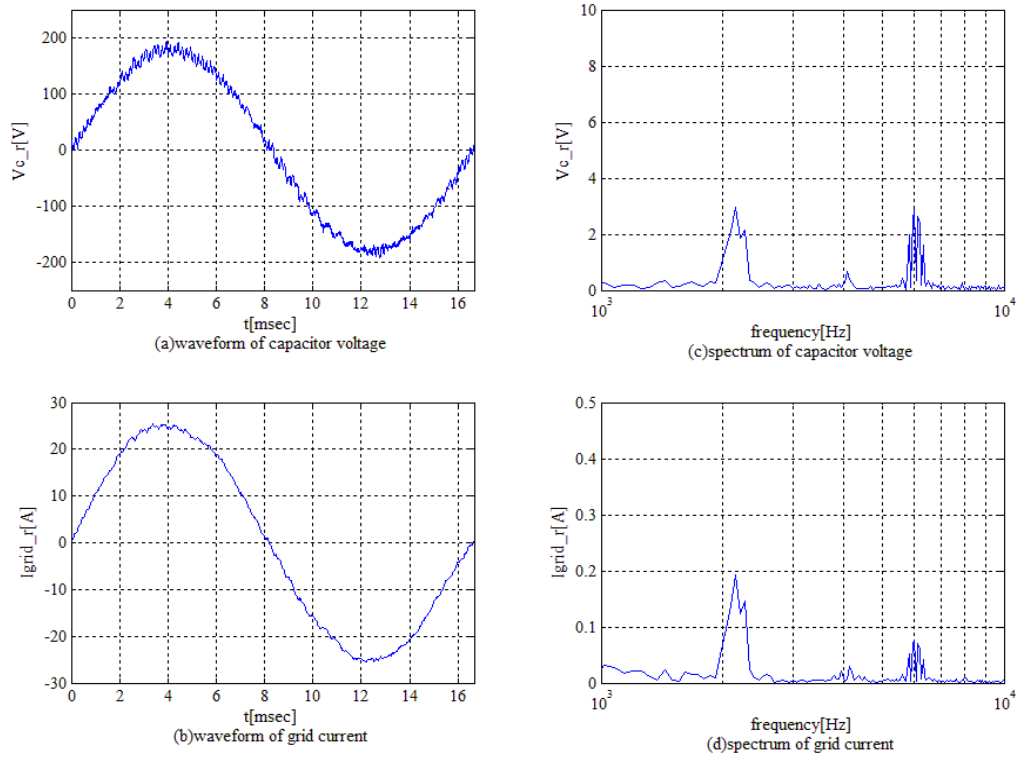 200
100
0
-100
-200
Vc_r[V]
0 2 4 6 8 10 12 14 16
t[msec]
(a)waveform of capacitor voltage
10
8
6
4
2
0
Vc_r[V]
10^3 10^4
frequency[Hz]
(c)spectrum of capacitor voltage
30
20
10
0
-10
-20
-30
Igrid_r[A]
0 2 4 6 8 10 12 14 16
t[msec]
(b)waveform of grid current
0.5
0.4
0.3
0.2
0.1
0
Igrid_r[A]
10^3 10^4
frequency[Hz]
(d)spectrum of grid current